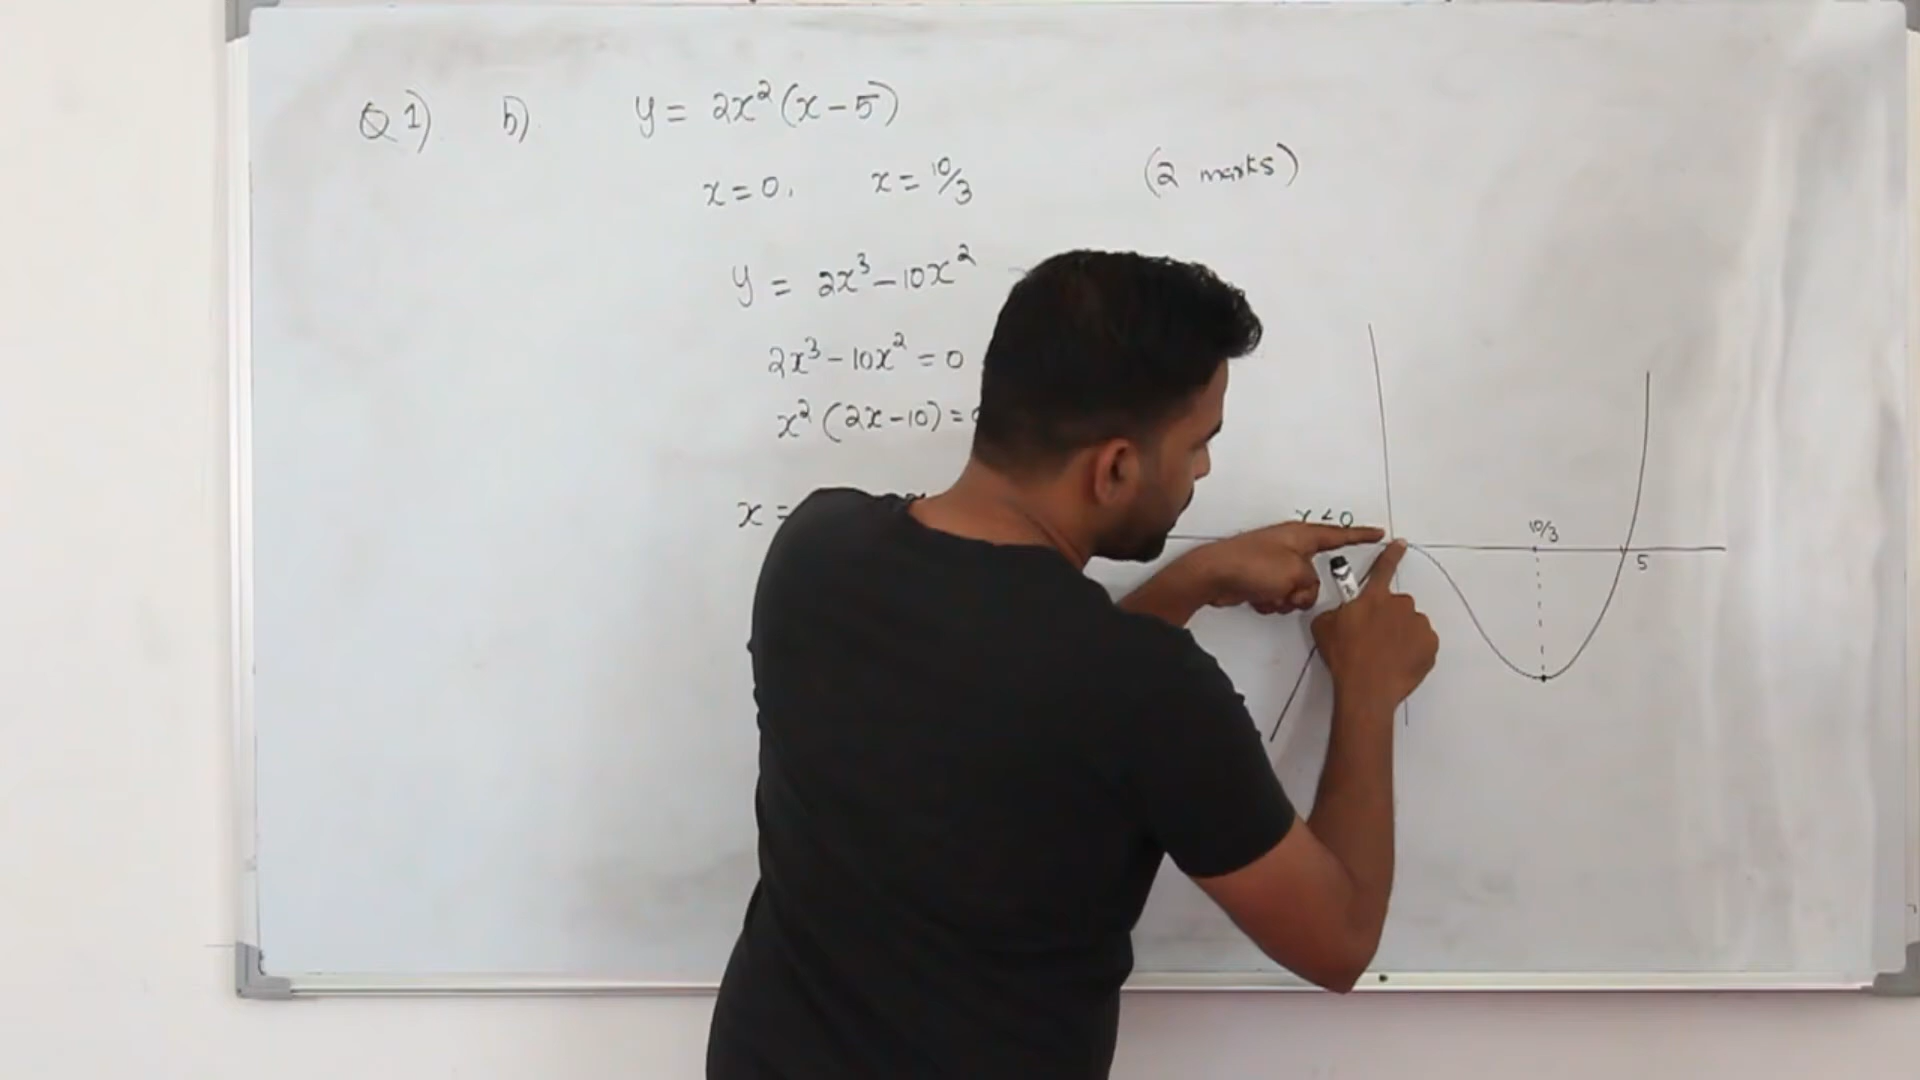 Q 1) b) y = 2x²(x-5)
x = 0, x = 10/3 (2 marks)
y = 2x³-10x²
2x³-10x² = 0
x²(2x-10) =
x =
x < 0
10/3
5